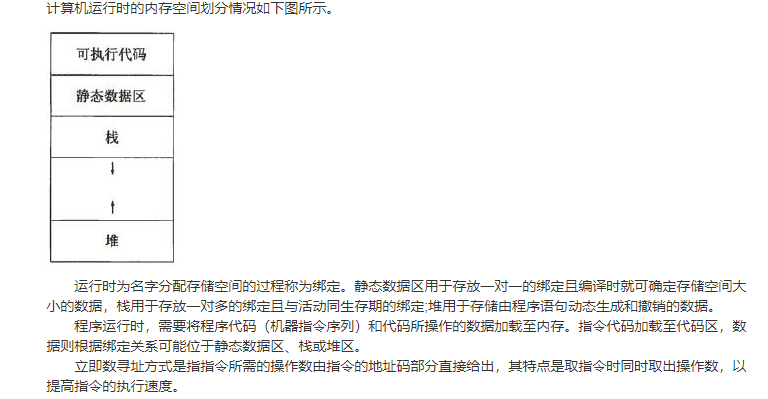 计算机运行时的内存空间划分情况如下图所示。
可执行代码
静态数据区
栈
堆
运行时为名字分配存储空间的过程称为绑定。静态数据区用于存放一对一的绑定且编译时就可确定存储空间大
小的数据，栈用于存放一对多的绑定且与活动同生存期的绑定;堆用于存储由程序语句动态生成和撤销的数据。
程序运行时，需要将程序代码（机器指令序列）和代码所操作的数据加载至内存。指令代码加载至代码区，数
据则根据绑定关系可能位于静态数据区、栈或堆区。
立即数寻址方式是指指令所需的操作数由指令的地址码部分直接给出，其特点是取指令时同时取出操作数，以
提高指令的执行速度。